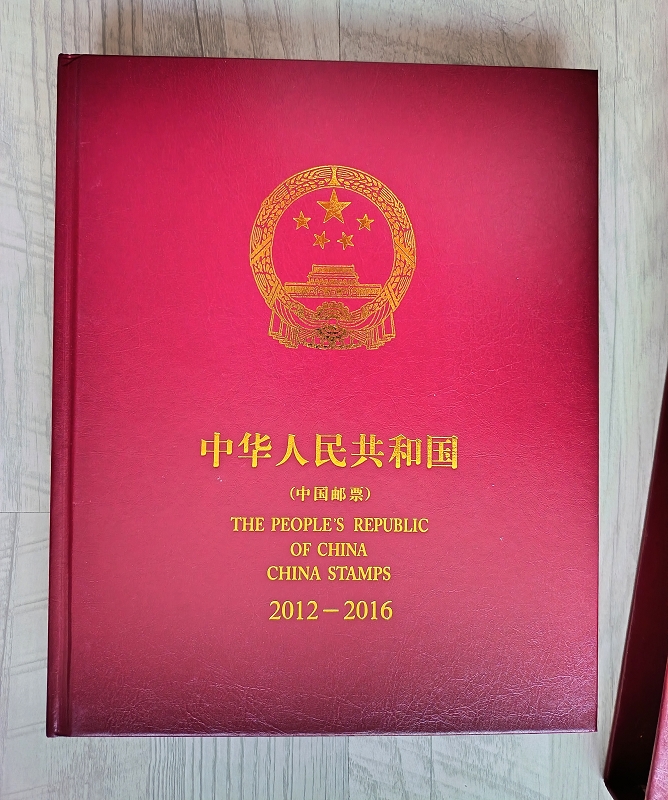 中华人民共和国
（中国邮票）
THE PEOPLE'S REPUBLIC
OF CHINA
CHINA STAMPS
2012－2016